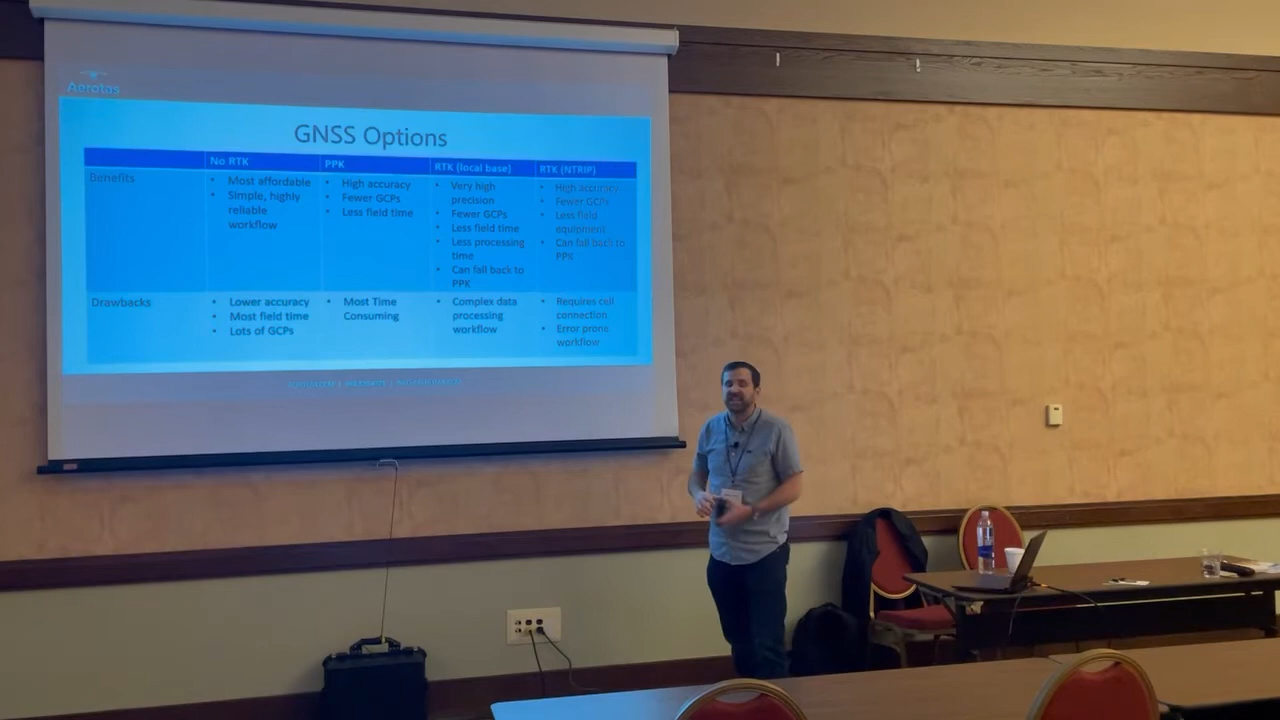 Aerotas
GNSS Options
No RTK
PPK
RTK (local base)
RTK (NTRIP)
Benefits
• Most affordable
• Simple, highly
reliable
workflow
• High accuracy
• Fewer GCPs
• Less field time
• Very high
precision
• Fewer GCPs
• Less field time
• Less processing
time
• Can fall back to
PPK
• High accuracy
• Fewer GCPs
• Less field
equipment
• Can fall back to
PPK
Drawbacks
• Lower accuracy
• Most field time
• Lots of GCPs
• Most Time
Consuming
• Complex data
processing
workflow
• Requires cell
connection
• Error prone
workflow